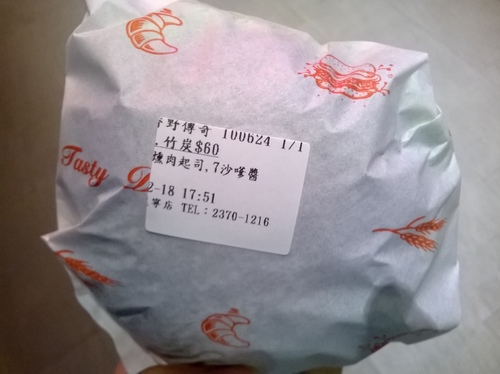 野傳奇 100624 1/1
,竹炭$60
燻肉起司,7沙嗲醬
2-18 17:51
寧店 TEL:2370-1216
Tasty D